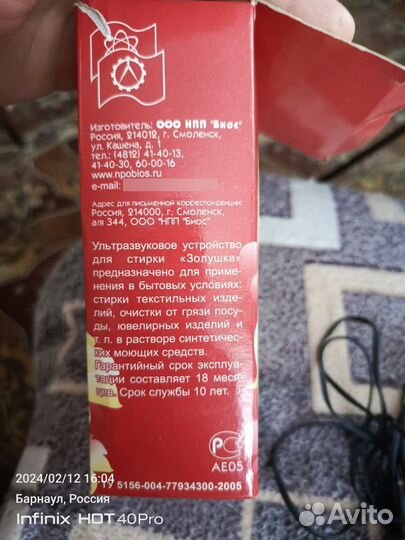 Изготовитель: ООО НПП "Биос"
Россия, 214012, г. Смоленск,
ул. Кашена, д. 1
тел.: (4812) 41-40-13,
41-40-30, 60-00-16
www.npobios.ru
e-mail:
Адрес для письменной корреспонденции:
Россия, 214000, г. Смоленск,
а/я 344, ООО "НПП "Биос"
Ультразвуковое устройство
для стирки «Золушка»
предназначено для приме-
нения в бытовых условиях:
стирки текстильных изде-
лий, очистки от грязи посу-
ды, ювелирных изделий и
т. п. в растворе синтетичес-
ких моющих средств.
Гарантийный срок эксплу-
атации составляет 18 меся-
цев. Срок службы 10 лет.
РС
АЕ05
ТУ 5156-004-77934300-2005
2024/02/12 16:04
Барнаул, Россия
Infinix HOT 40Pro
Avito